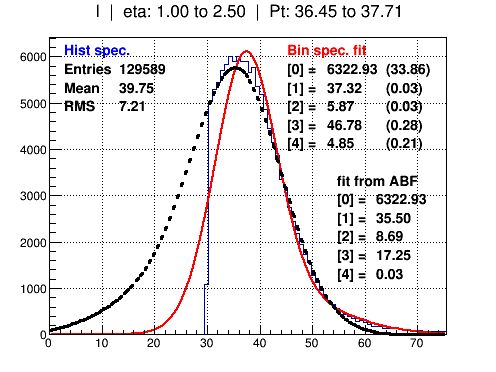 I | eta: 1.00 to 2.50 | Pt: 36.45 to 37.71
Hist spec.
Entries 129589
Mean 39.75
RMS 7.21
Bin spec. fit
[0] = 6322.93 (33.86)
[1] = 37.32 (0.03)
[2] = 5.87 (0.03)
[3] = 46.78 (0.28)
[4] = 4.85 (0.21)
fit from ABF
[0] = 6322.93
[1] = 35.50
[2] = 8.69
[3] = 17.25
[4] = 0.03
6000
5000
4000
3000
2000
1000
0
0 10 20 30 40 50 60 70